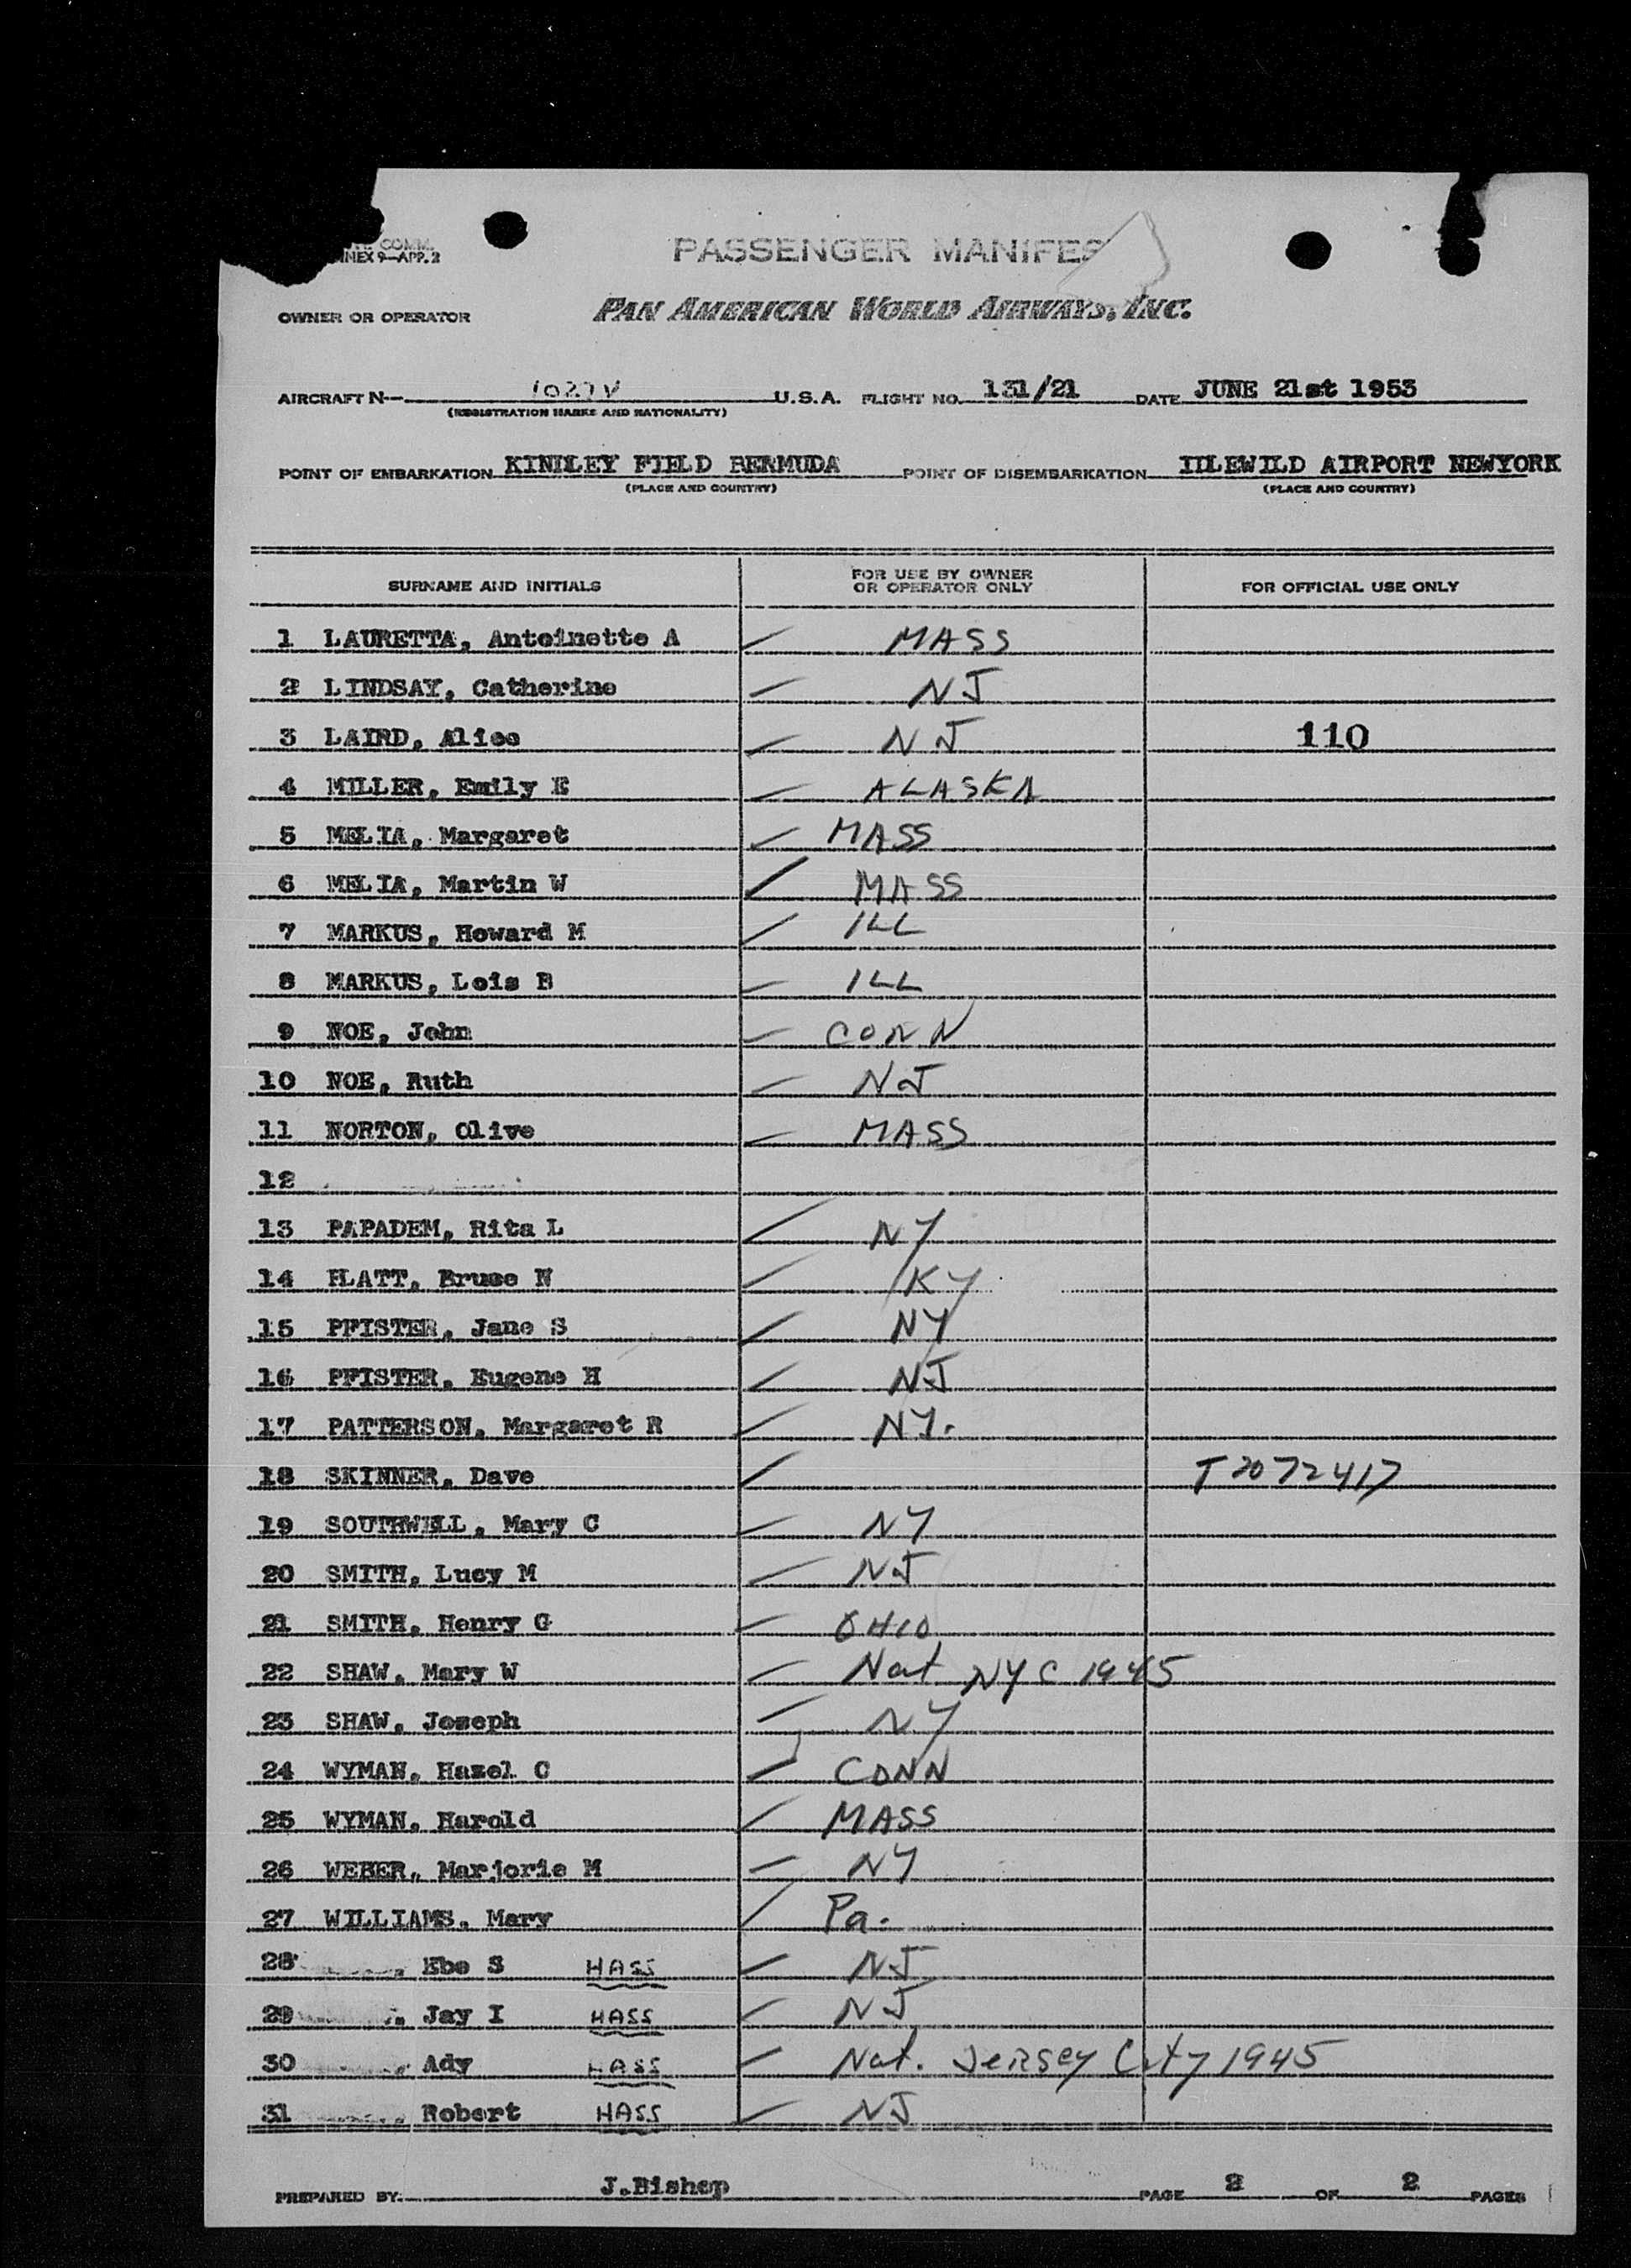 COMM.
NNEX 9—APP. 2
PASSENGER MANIFES
OWNER OR OPERATOR PAN AMERICAN WORLD AIRWAYS, INC.
AIRCRAFT N— 1027V U.S.A. FLIGHT NO. 131/21 DATE JUNE 21st 1953
(REGISTRATION MARKS AND NATIONALITY)
POINT OF EMBARKATION KINDLEY FIELD BERMUDA POINT OF DISEMBARKATION IDLEWILD AIRPORT NEWYORK
(PLACE AND COUNTRY) (PLACE AND COUNTRY)
SURNAME AND INITIALS FOR USE BY OWNER OR OPERATOR ONLY FOR OFFICIAL USE ONLY
1 LAURETTA, Antoinette A MASS
2 LINDSAY, Catherine NJ
3 LAIRD, Alice NJ 110
4 MILLER, Emily E ALASKA
5 MELIA, Margaret MASS
6 MELIA, Martin W MASS
7 MARKUS, Howard M ILL
8 MARKUS, Lois B ILL
9 NOE, John CONN
10 NOE, Ruth NJ
11 NORTON, Olive MASS
12
13 PAPADEM, Rita L NY
14 PLATT, Bruce N KY
15 PFISTER, Jane S NY
16 PFISTER, Eugene H NJ
17 PATTERSON, Margaret R NY.
18 SKINNER, Dave T2072417
19 SOUTHWELL, Mary C NY
20 SMITH, Lucy M NJ
21 SMITH, Henry G OHIO
22 SHAW, Mary W Nat NYC 1945
23 SHAW, Joseph NY
24 WYMAN, Hazel C CONN
25 WYMAN, Harold MASS
26 WEBER, Marjorie M NY
27 WILLIAMS, Mary Pa.
28 , Ebe S HASS NJ
29 , Jay I HASS NJ
30 , Ady HASS Nat. Jersey City 1945
31 , Robert HASS NJ
PREPARED BY J.Bishop PAGE 2 OF 2 PAGES